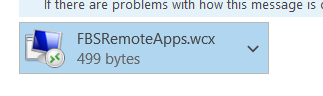 If there are problems with how this message is
FBSRemoteApps.wcx
499 bytes